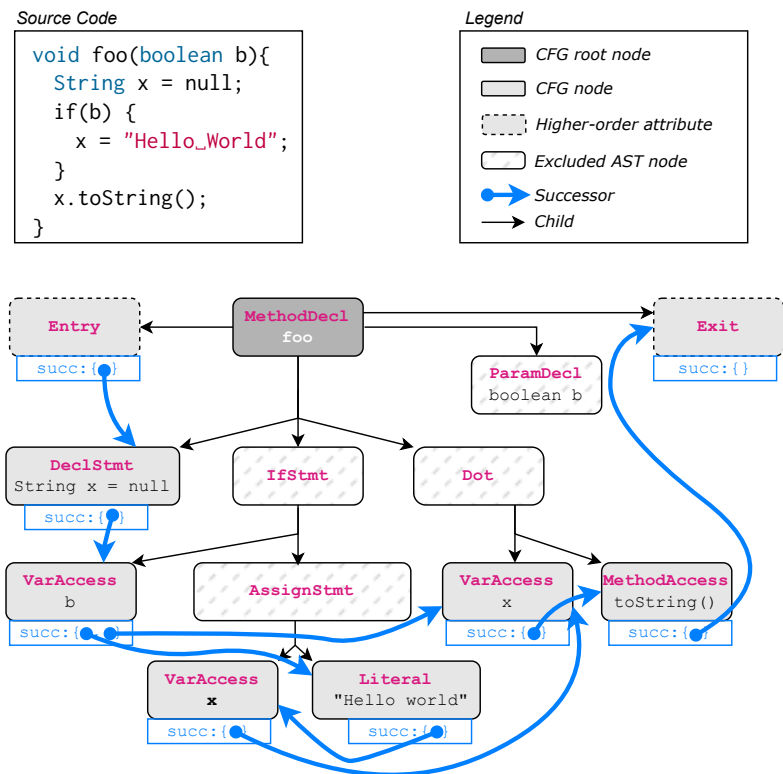 Source Code
void foo(boolean b){
String x = null;
if(b) {
x = "Hello␣World";
}
x.toString();
}
Legend
CFG root node
CFG node
Higher-order attribute
Excluded AST node
Successor
Child
Entry
succ:{ }
MethodDecl
foo
Exit
succ:{}
ParamDecl
boolean b
DeclStmt
String x = null
succ:{ }
IfStmt
Dot
VarAccess
b
succ:{ , }
AssignStmt
VarAccess
x
succ:{ }
MethodAccess
toString()
succ:{ }
VarAccess
x
succ:{ }
Literal
"Hello world"
succ:{ }